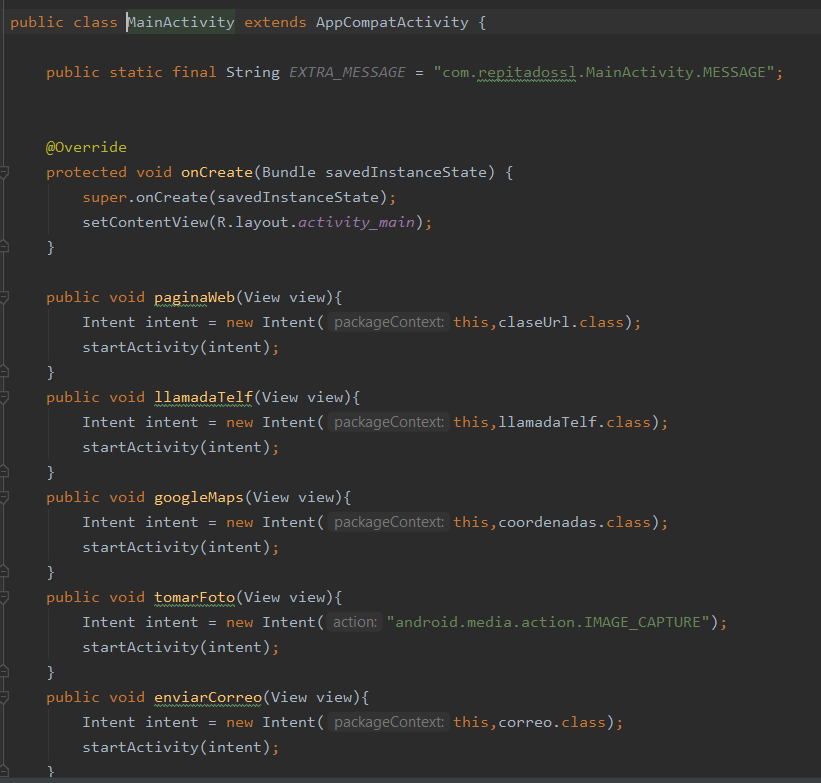 public class MainActivity extends AppCompatActivity {
public static final String EXTRA_MESSAGE = "com.repitadossl.MainActivity.MESSAGE";
@Override
protected void onCreate(Bundle savedInstanceState) {
super.onCreate(savedInstanceState);
setContentView(R.layout.activity_main);
}
public void paginaWeb(View view){
Intent intent = new Intent( packageContext: this,claseUrl.class);
startActivity(intent);
}
public void llamadaTelf(View view){
Intent intent = new Intent( packageContext: this,llamadaTelf.class);
startActivity(intent);
}
public void googleMaps(View view){
Intent intent = new Intent( packageContext: this,coordenadas.class);
startActivity(intent);
}
public void tomarFoto(View view){
Intent intent = new Intent( action: "android.media.action.IMAGE_CAPTURE");
startActivity(intent);
}
public void enviarCorreo(View view){
Intent intent = new Intent( packageContext: this,correo.class);
startActivity(intent);
}